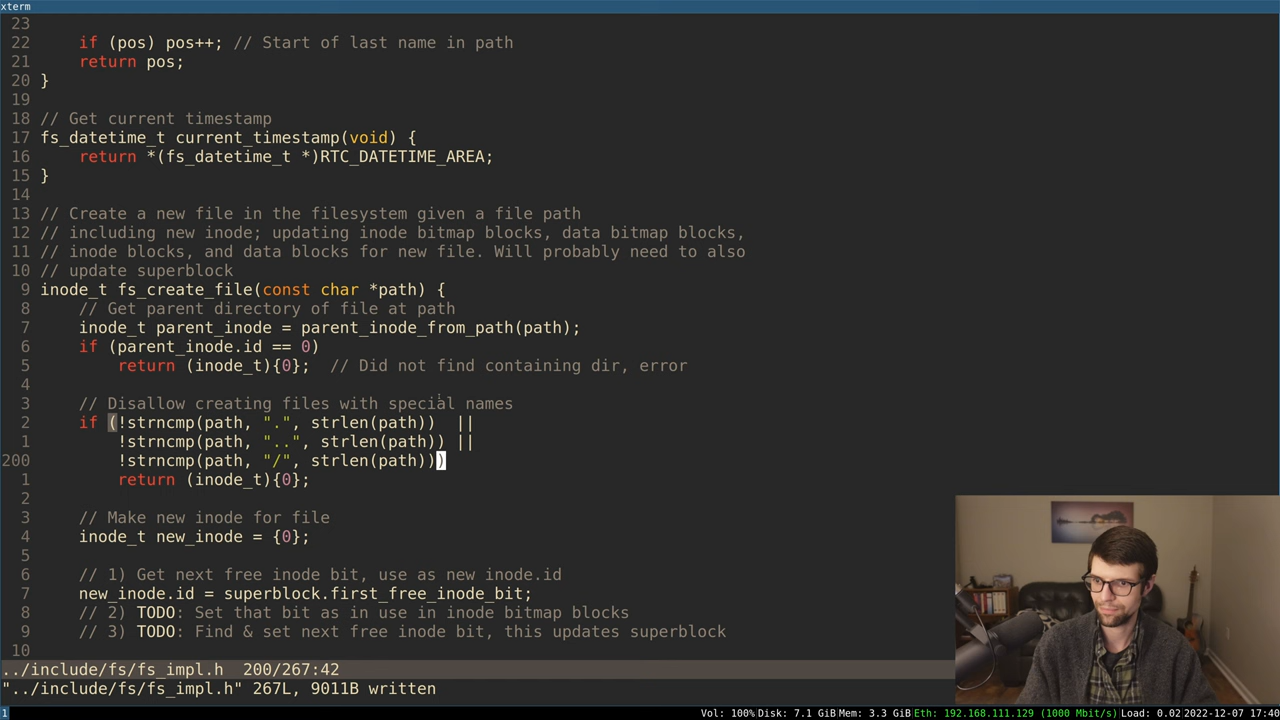 xterm
23
22     if (pos) pos++; // Start of last name in path
21     return pos;
20 }
19
18 // Get current timestamp
17 fs_datetime_t current_timestamp(void) {
16     return *(fs_datetime_t *)RTC_DATETIME_AREA;
15 }
14
13 // Create a new file in the filesystem given a file path
12 // including new inode; updating inode bitmap blocks, data bitmap blocks,
11 // inode blocks, and data blocks for new file. Will probably need to also
10 // update superblock
9 inode_t fs_create_file(const char *path) {
8     // Get parent directory of file at path
7     inode_t parent_inode = parent_inode_from_path(path);
6     if (parent_inode.id == 0)
5         return (inode_t){0};  // Did not find containing dir, error
4
3     // Disallow creating files with special names
2     if (!strncmp(path, ".", strlen(path))  ||
1         !strncmp(path, "..", strlen(path)) ||
200         !strncmp(path, "/", strlen(path)))
1         return (inode_t){0};
2
3     // Make new inode for file
4     inode_t new_inode = {0};
5
6     // 1) Get next free inode bit, use as new inode.id
7     new_inode.id = superblock.first_free_inode_bit;
8     // 2) TODO: Set that bit as in use in inode bitmap blocks
9     // 3) TODO: Find & set next free inode bit, this updates superblock
10
../include/fs/fs_impl.h  200/267:42
"../include/fs/fs_impl.h" 267L, 9011B written
1 Vol: 100% Disk: 7.1 GiB Mem: 3.3 GiB Eth: 192.168.111.129 (1000 Mbit/s) Load: 0.02 2022-12-07 17:40